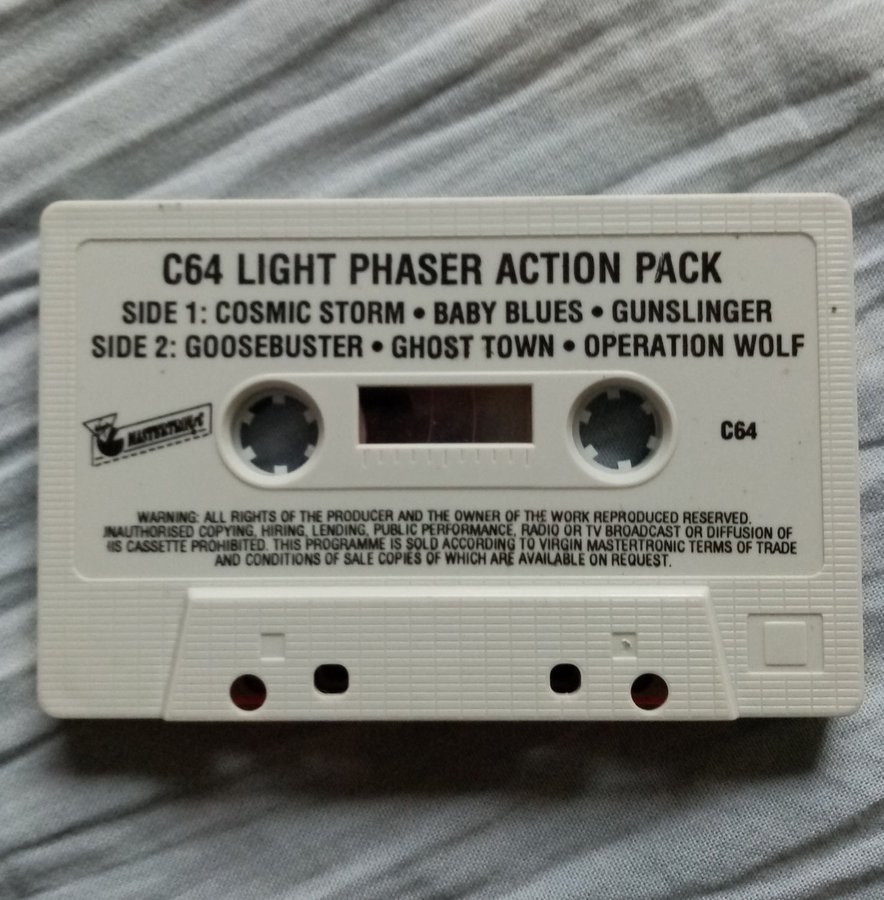 C64 LIGHT PHASER ACTION PACK
SIDE 1: COSMIC STORM • BABY BLUES • GUNSLINGER
SIDE 2: GOOSEBUSTER • GHOST TOWN • OPERATION WOLF
MASTERTRONIC
C64
WARNING: ALL RIGHTS OF THE PRODUCER AND THE OWNER OF THE WORK REPRODUCED RESERVED.
NAUTHORISED COPYING, HIRING, LENDING, PUBLIC PERFORMANCE, RADIO OR TV BROADCAST OR DIFFUSION OF
IS CASSETTE PROHIBITED. THIS PROGRAMME IS SOLD ACCORDING TO VIRGIN MASTERTRONIC TERMS OF TRADE
AND CONDITIONS OF SALE COPIES OF WHICH ARE AVAILABLE ON REQUEST.